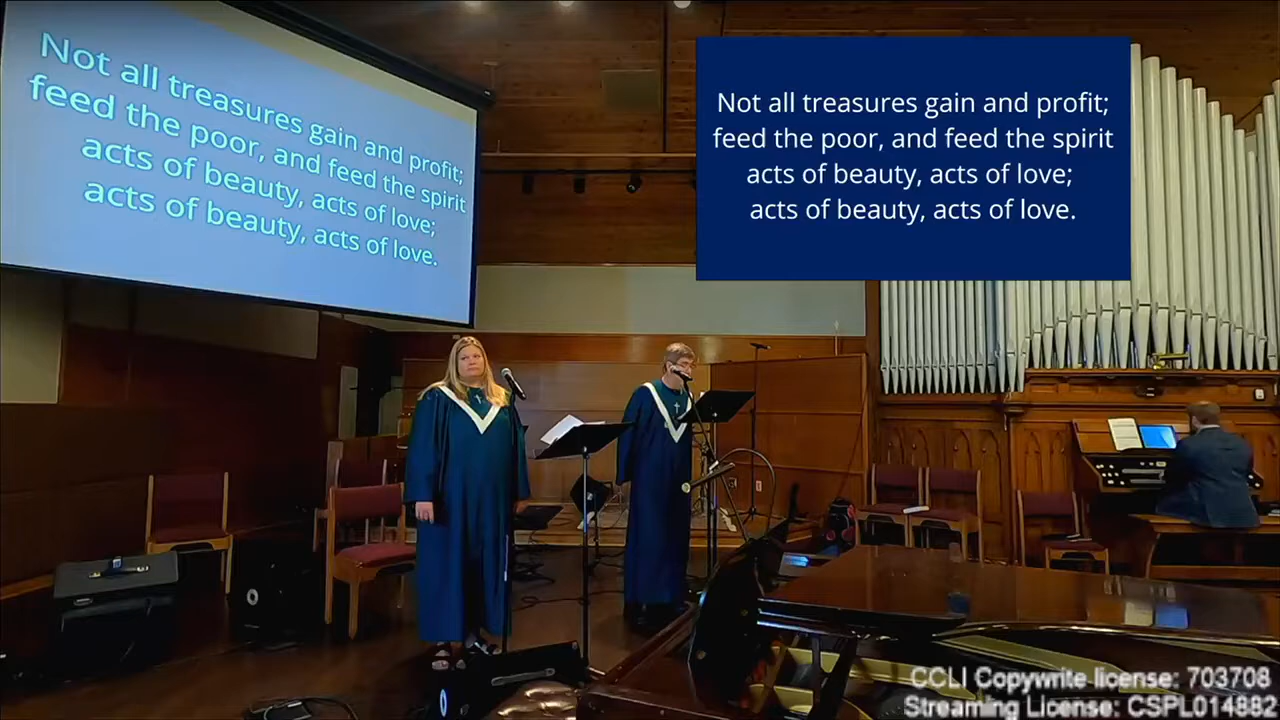 Not all treasures gain and profit;
feed the poor, and feed the spirit
acts of beauty, acts of love;
acts of beauty, acts of love.
Not all treasures gain and profit;
feed the poor, and feed the spirit
acts of beauty, acts of love;
acts of beauty, acts of love.
CCLI Copywrite license: 703708
Streaming License: CSPL014882